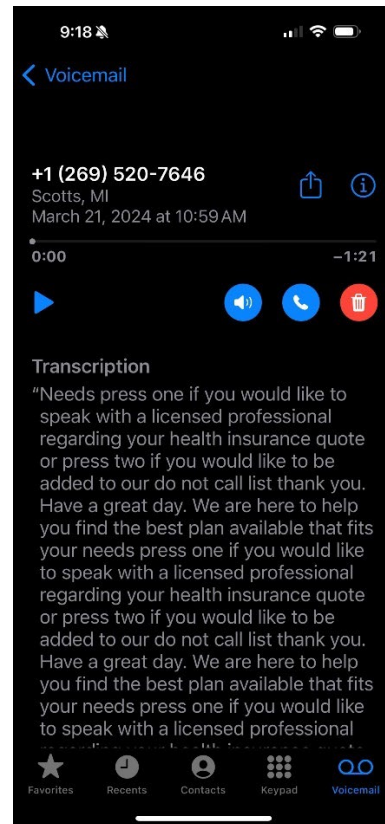 9:18
Voicemail
+1 (269) 520-7646
Scotts, MI
March 21, 2024 at 10:59 AM
0:00
−1:21
Transcription
“Needs press one if you would like to
speak with a licensed professional
regarding your health insurance quote
or press two if you would like to be
added to our do not call list thank you.
Have a great day. We are here to help
you find the best plan available that fits
your needs press one if you would like
to speak with a licensed professional
regarding your health insurance quote
or press two if you would like to be
added to our do not call list thank you.
Have a great day. We are here to help
you find the best plan available that fits
your needs press one if you would like
to speak with a licensed professional
Favorites
Recents
Contacts
Keypad
Voicemail